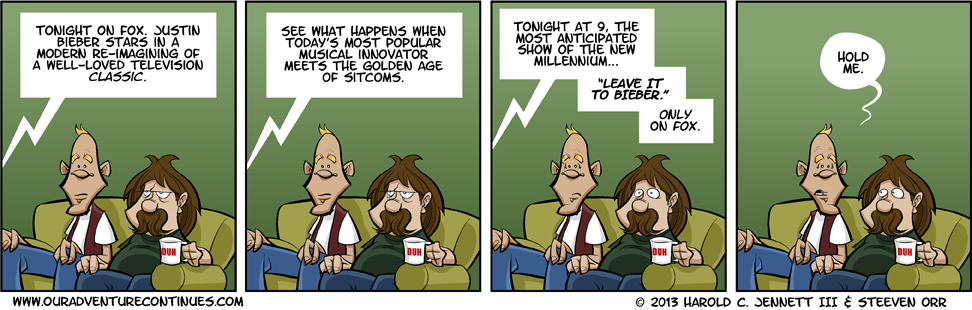 TONIGHT ON FOX. JUSTIN
BIEBER STARS IN A
MODERN RE-IMAGINING OF
A WELL-LOVED TELEVISION
CLASSIC.
DUH
SEE WHAT HAPPENS WHEN
TODAY'S MOST POPULAR
MUSICAL INNOVATOR
MEETS THE GOLDEN AGE
OF SITCOMS.
DUH
TONIGHT AT 9, THE
MOST ANTICIPATED
SHOW OF THE NEW
MILLENNIUM...
"LEAVE IT
TO BIEBER."
ONLY
ON FOX.
DUH
HOLD
ME.
DUH
WWW.OURADVENTURECONTINUES.COM
© 2013 HAROLD C. JENNETT III & STEEVEN ORR